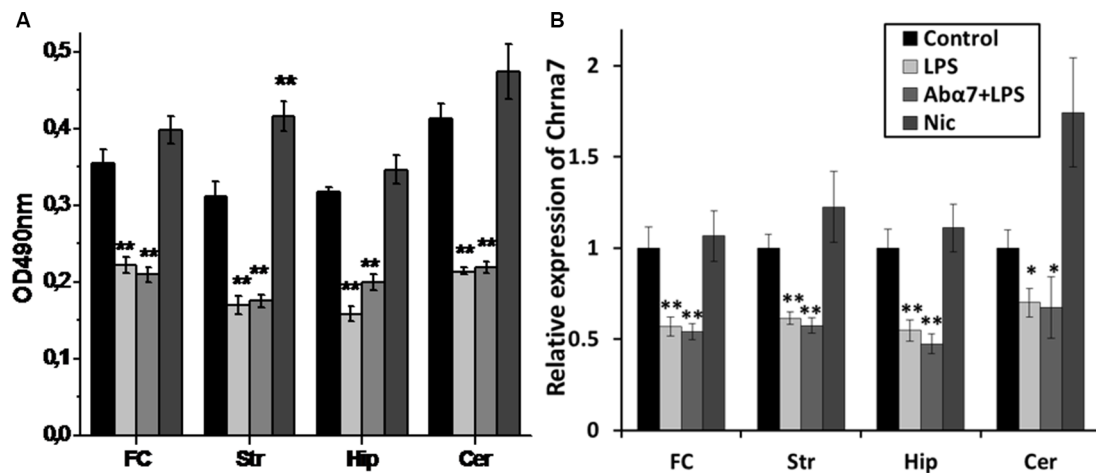 A
OD490nm
0,5
0,4
0,3
0,2
0,1
0,0
**
**
**
**
**
**
**
**
**
FC
Str
Hip
Cer
B
Relative expression of Chrna7
2
1.5
1
0.5
0
Control
LPS
Abα7+LPS
Nic
**
**
**
**
**
**
*
*
FC
Str
Hip
Cer